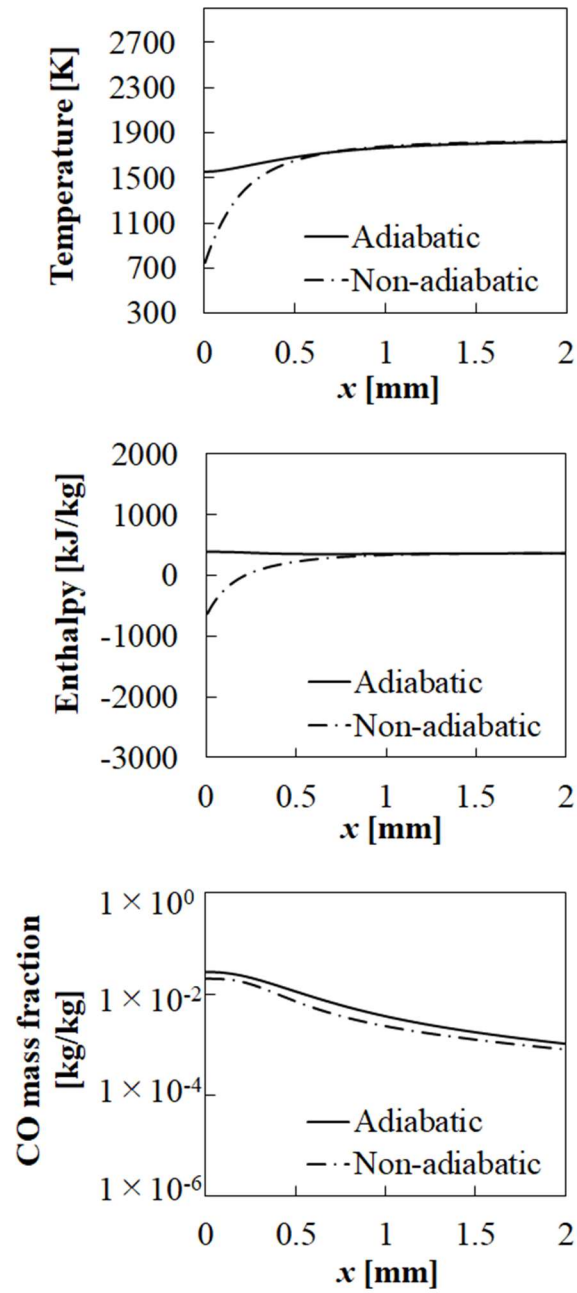 Temperature [K]
2700
2300
1900
1500
1100
700
300
Adiabatic
Non-adiabatic
0 0.5 1 1.5 2
x [mm]
Enthalpy [kJ/kg]
2000
1000
0
-1000
-2000
-3000
Adiabatic
Non-adiabatic
0 0.5 1 1.5 2
x [mm]
CO mass fraction
[kg/kg]
1×10⁰
1×10⁻²
1×10⁻⁴
1×10⁻⁶
Adiabatic
Non-adiabatic
0 0.5 1 1.5 2
x [mm]